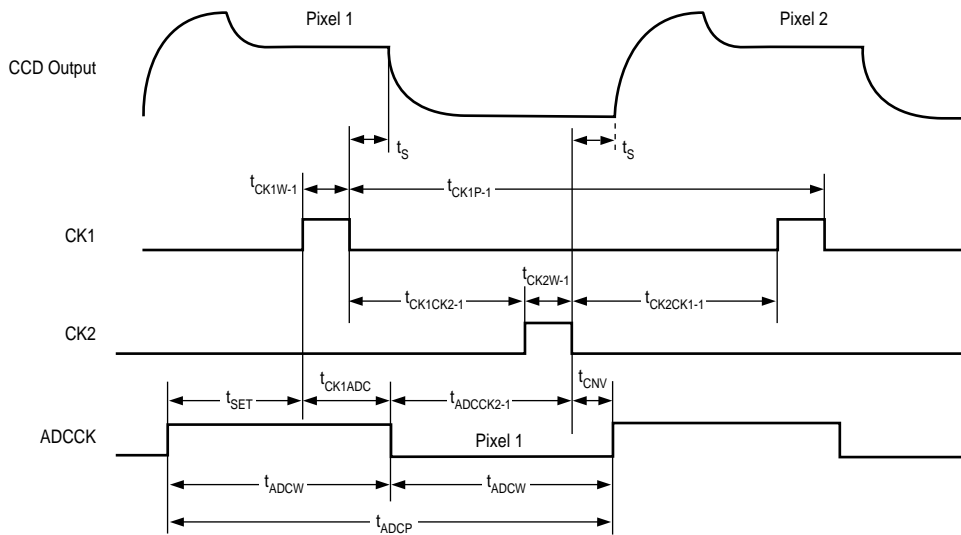 Pixel 1
Pixel 2
CCD Output
tS
tS
tCK1W-1
tCK1P-1
CK1
tCK2W-1
tCK1CK2-1
tCK2CK1-1
CK2
tCK1ADC
tCNV
tSET
tADCCK2-1
ADCCK
Pixel 1
tADCW
tADCW
tADCP